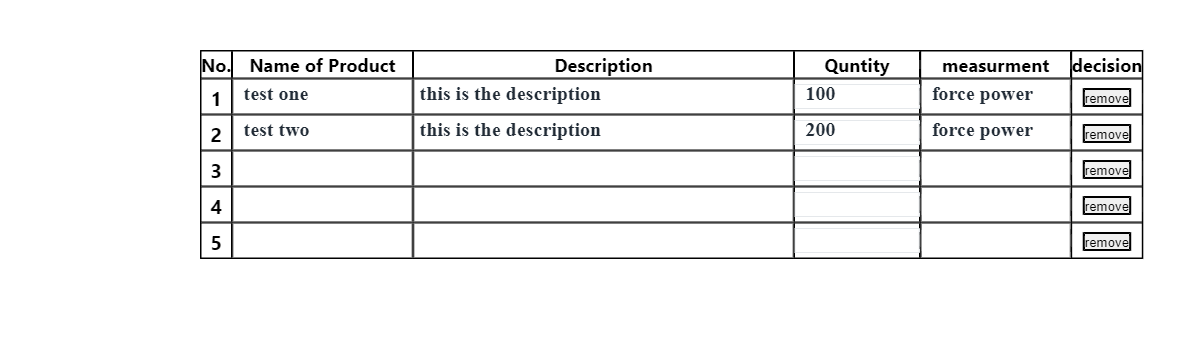 No. Name of Product Description Quntity measurment decision
1 test one this is the description 100 force power remove
2 test two this is the description 200 force power remove
3 remove
4 remove
5 remove